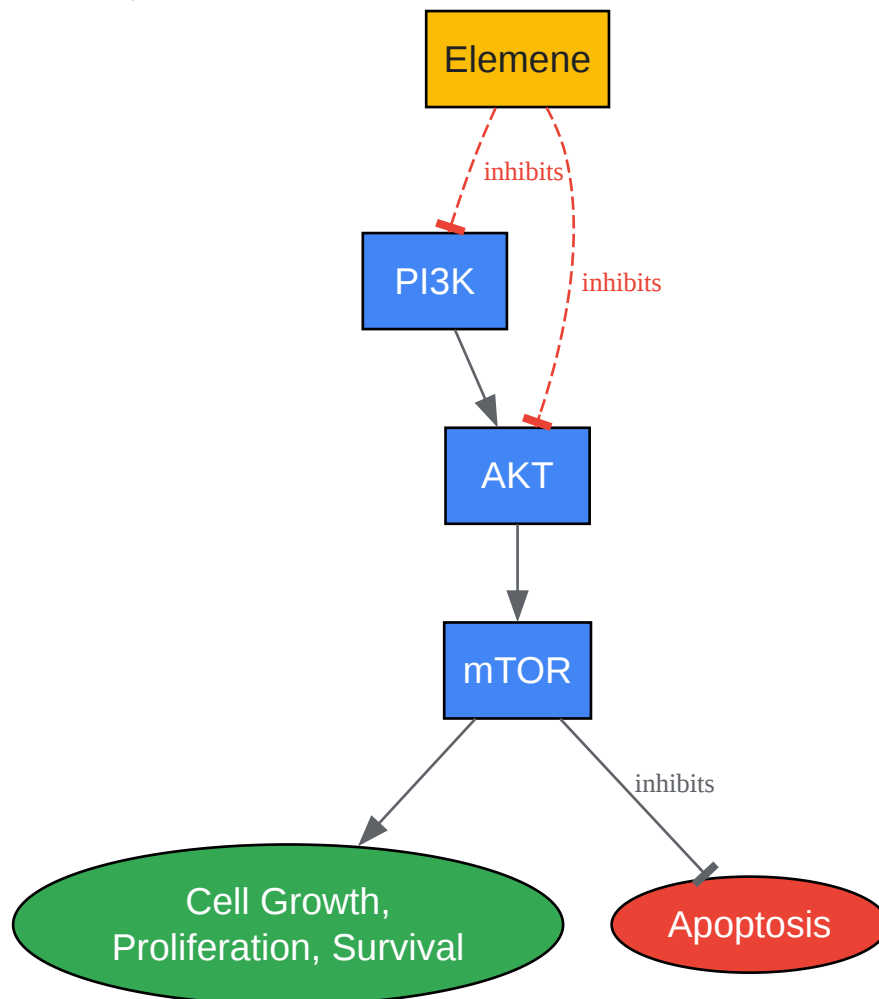 Elemene
inhibits
PI3K
inhibits
AKT
mTOR
inhibits
Cell Growth,
Proliferation, Survival
Apoptosis